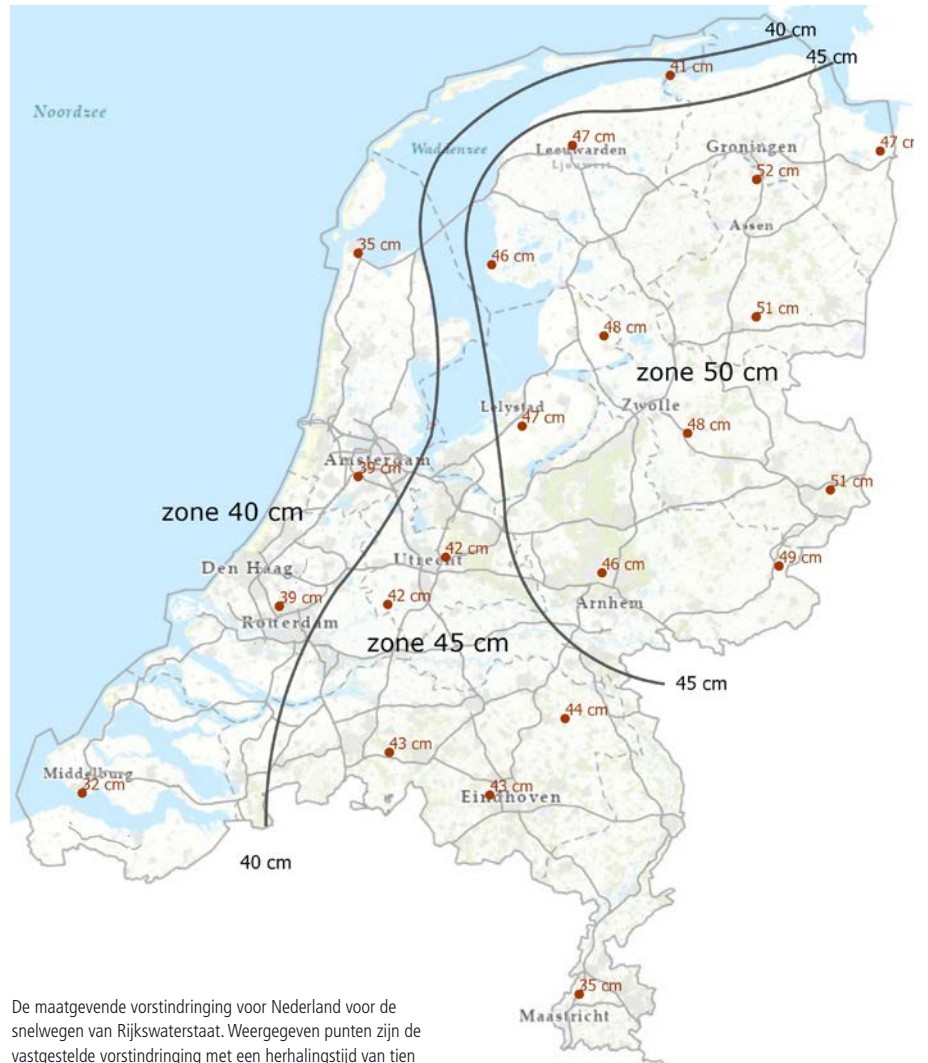 40 cm
45 cm
41 cm
Noordzee
Waddenzee
47 cm
Leeuwarden
Ljouwert
Groningen
47 c
52 cm
Assen
35 cm
46 cm
51 cm
48 cm
zone 50 cm
Lelystad
Zwolle
47 cm
48 cm
Amsterdam
39 cm
51 cm
zone 40 cm
42 cm
Utrecht
Den Haag
46 cm
49 cm
39 cm
42 cm
Arnhem
Rotterdam
zone 45 cm
45 cm
44 cm
43 cm
Middelburg
32 cm
43 cm
Eindhoven
40 cm
35 cm
Maastricht
De maatgevende vorstindringing voor Nederland voor de
snelwegen van Rijkswaterstaat. Weergegeven punten zijn de
vastgestelde vorstindringing met een herhalingstijd van tien